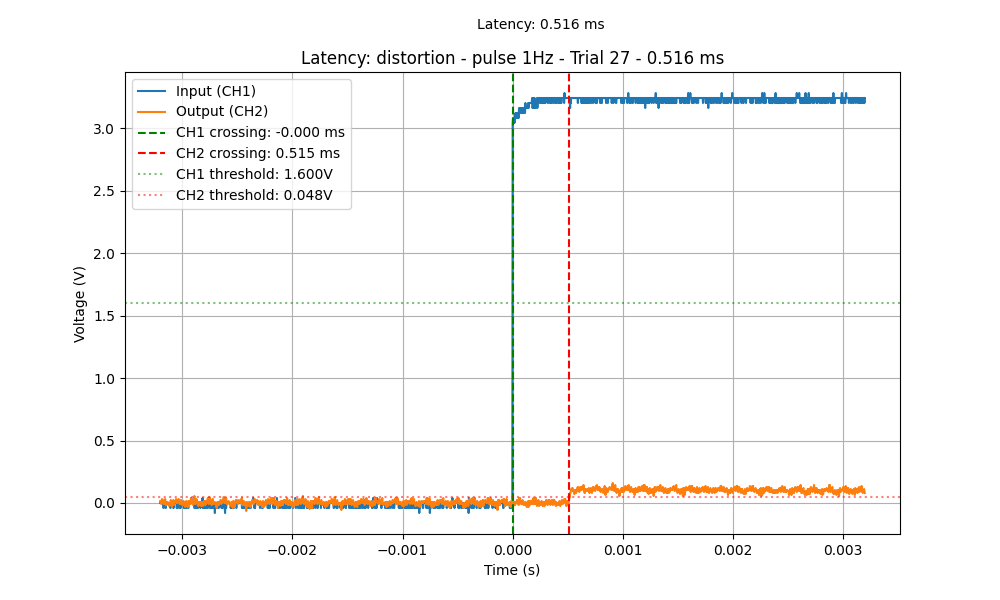 Latency: 0.516 ms
Latency: distortion - pulse 1Hz - Trial 27 - 0.516 ms
Input (CH1)
Output (CH2)
CH1 crossing: -0.000 ms
CH2 crossing: 0.515 ms
CH1 threshold: 1.600V
CH2 threshold: 0.048V
Voltage (V)
3.0
2.5
2.0
1.5
1.0
0.5
0.0
−0.003 −0.002 −0.001 0.000 0.001 0.002 0.003
Time (s)